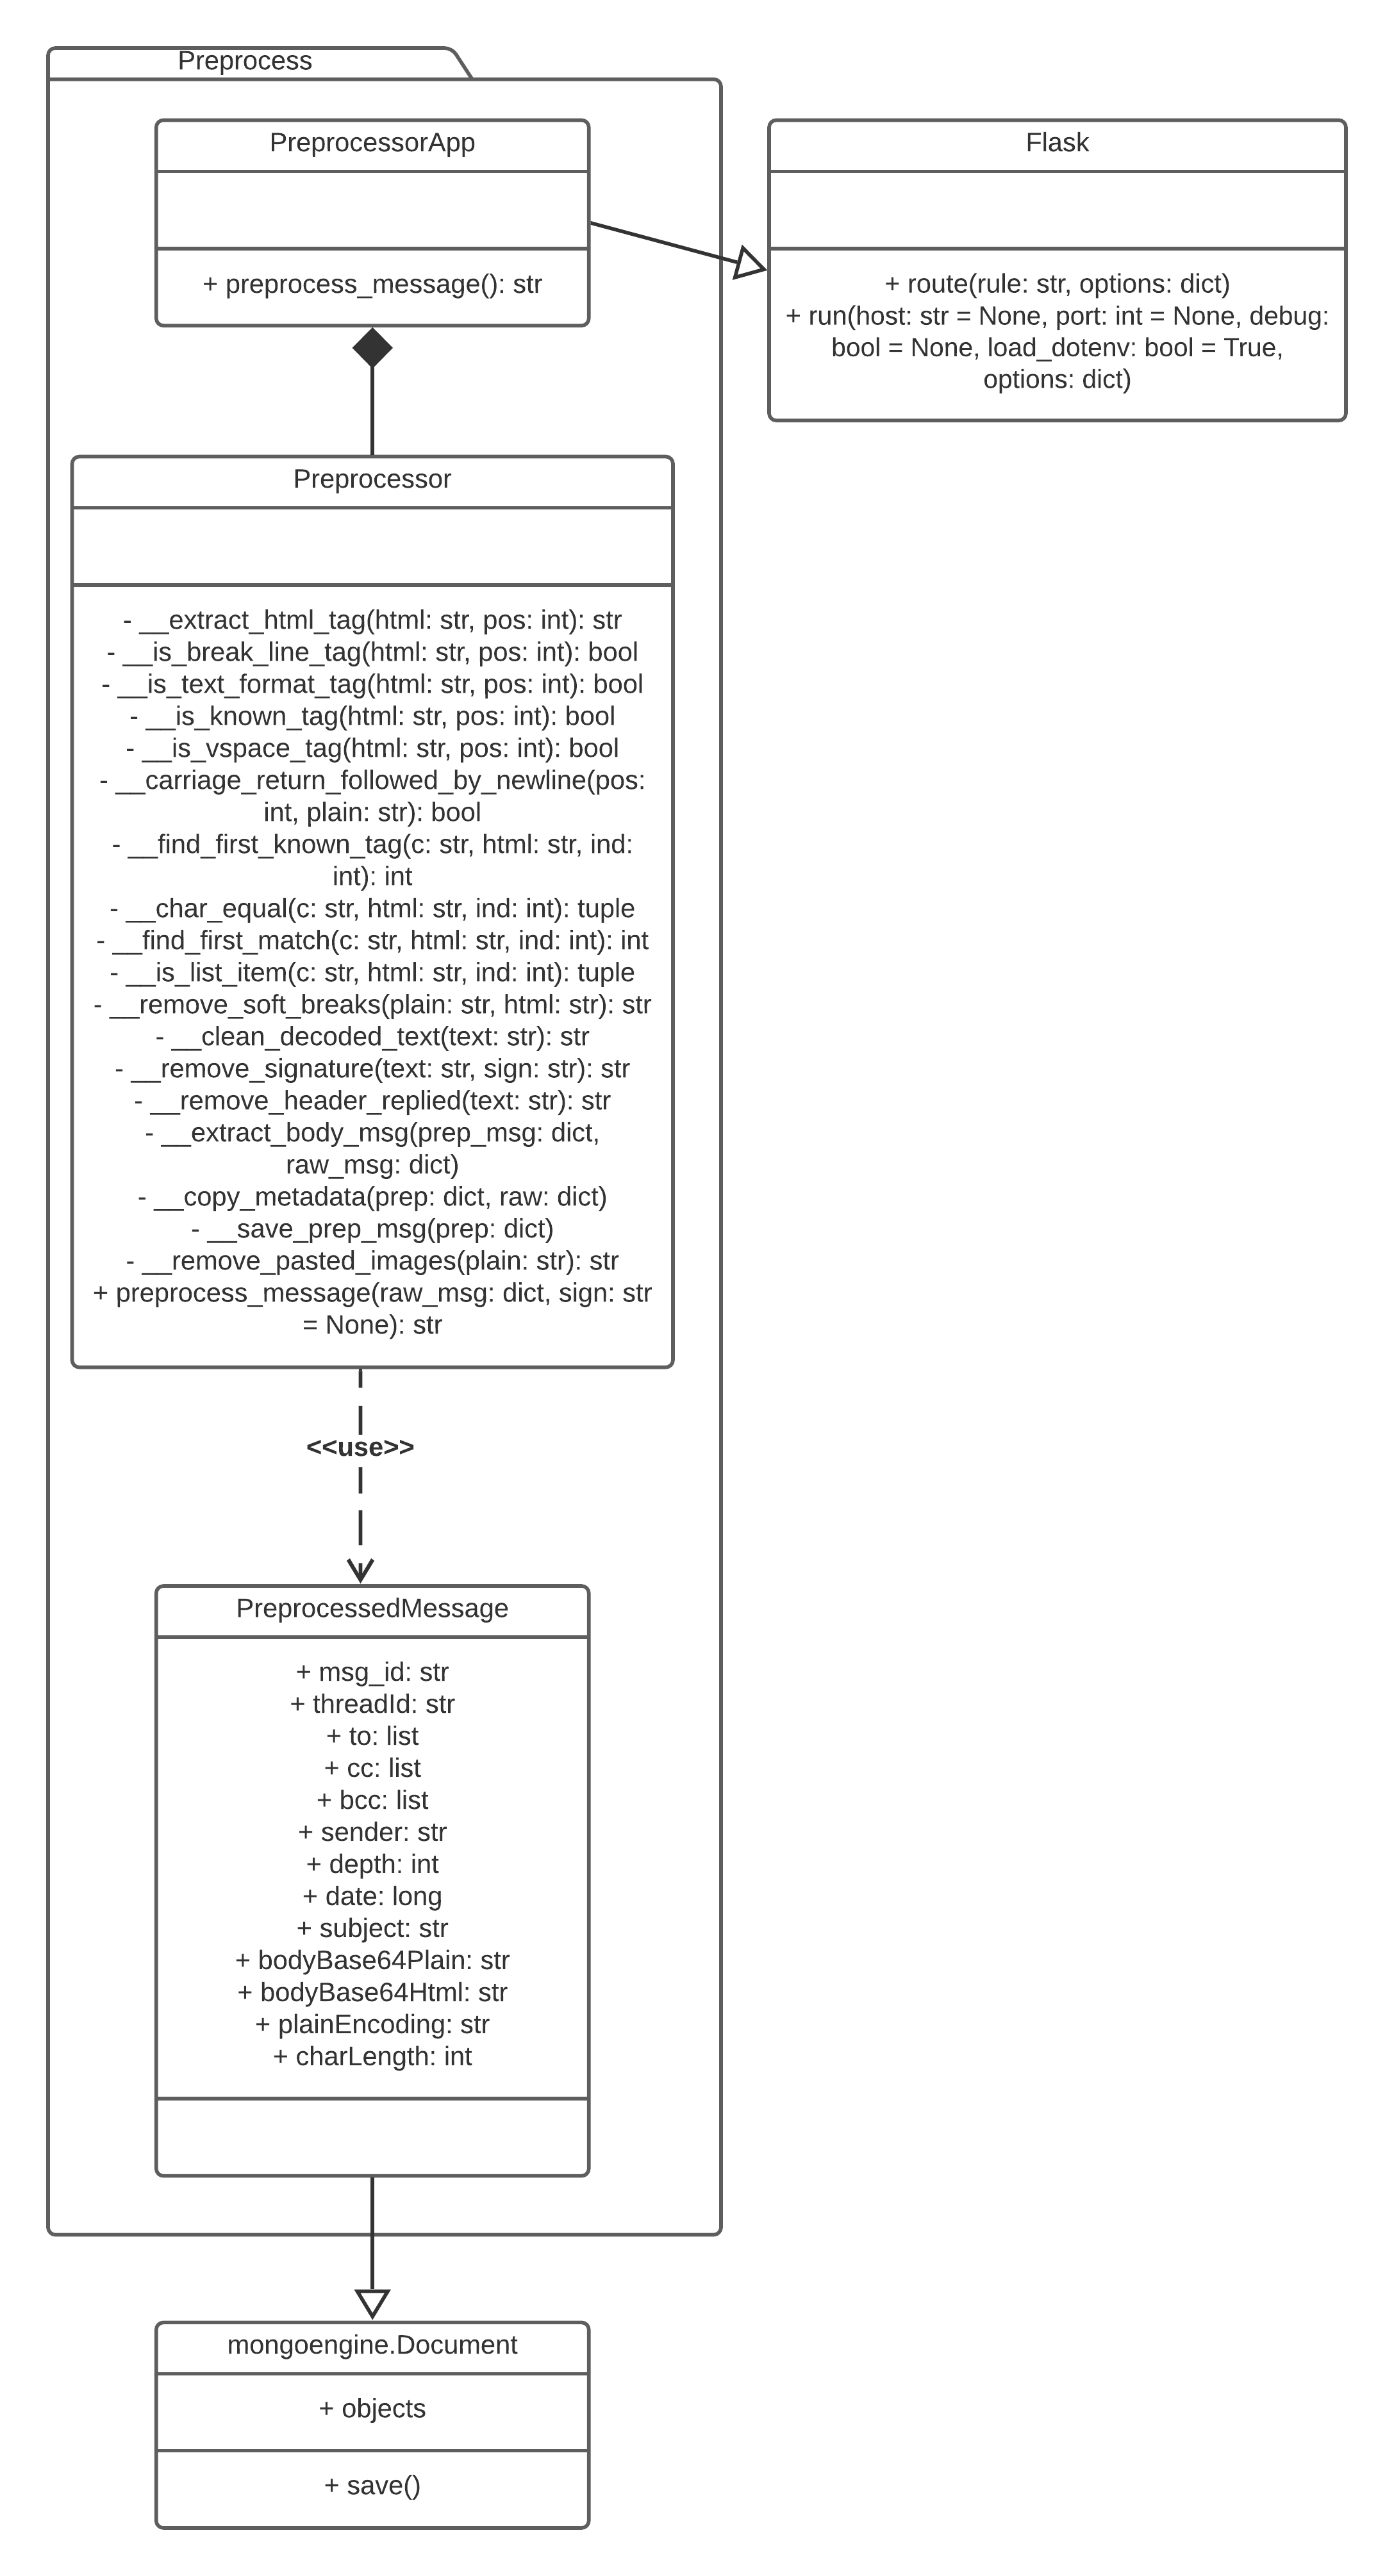 Preprocess
PreprocessorApp
+ preprocess_message(): str
Flask
+ route(rule: str, options: dict)
+ run(host: str = None, port: int = None, debug:
bool = None, load_dotenv: bool = True,
options: dict)
Preprocessor
- __extract_html_tag(html: str, pos: int): str
- __is_break_line_tag(html: str, pos: int): bool
- __is_text_format_tag(html: str, pos: int): bool
- __is_known_tag(html: str, pos: int): bool
- __is_vspace_tag(html: str, pos: int): bool
- __carriage_return_followed_by_newline(pos:
int, plain: str): bool
- __find_first_known_tag(c: str, html: str, ind:
int): int
- __char_equal(c: str, html: str, ind: int): tuple
- __find_first_match(c: str, html: str, ind: int): int
- __is_list_item(c: str, html: str, ind: int): tuple
- __remove_soft_breaks(plain: str, html: str): str
- __clean_decoded_text(text: str): str
- __remove_signature(text: str, sign: str): str
- __remove_header_replied(text: str): str
- __extract_body_msg(prep_msg: dict,
raw_msg: dict)
- __copy_metadata(prep: dict, raw: dict)
- __save_prep_msg(prep: dict)
- __remove_pasted_images(plain: str): str
+ preprocess_message(raw_msg: dict, sign: str
= None): str
<<use>>
PreprocessedMessage
+ msg_id: str
+ threadId: str
+ to: list
+ cc: list
+ bcc: list
+ sender: str
+ depth: int
+ date: long
+ subject: str
+ bodyBase64Plain: str
+ bodyBase64Html: str
+ plainEncoding: str
+ charLength: int
mongoengine.Document
+ objects
+ save()